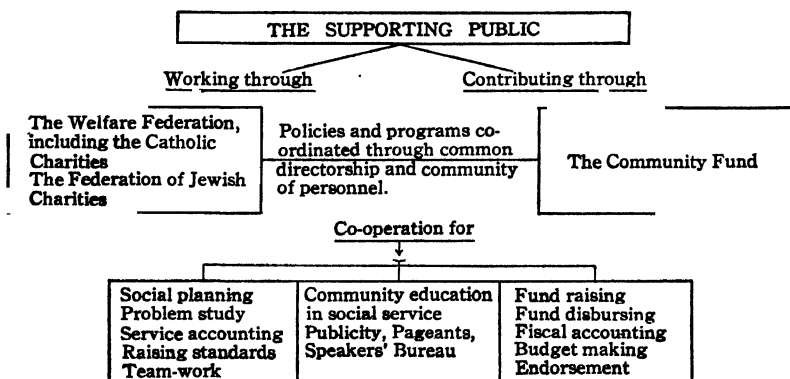 THE SUPPORTING PUBLIC
Working through
Contributing through
The Welfare Federation,
including the Catholic
Charities
The Federation of Jewish
Charities
Policies and programs co-
ordinated through common
directorship and community
of personnel.
The Community Fund
Co-operation for
Social planning
Problem study
Service accounting
Raising standards
Team-work
Community education
in social service
Publicity, Pageants,
Speakers' Bureau
Fund raising
Fund disbursing
Fiscal accounting
Budget making
Endorsement